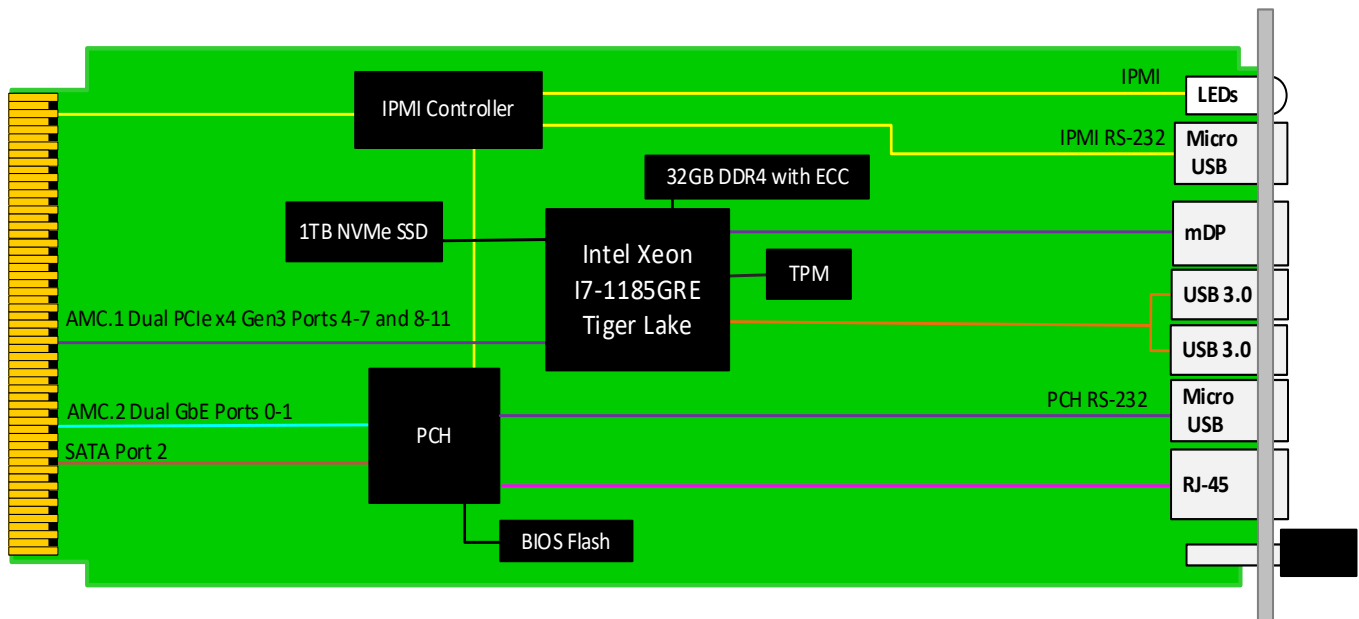 IPMI
LEDs
IPMI Controller
IPMI RS-232
Micro
USB
32GB DDR4 with ECC
1TB NVMe SSD
Intel Xeon
I7-1185GRE
Tiger Lake
mDP
TPM
USB 3.0
AMC.1 Dual PCIe x4 Gen3 Ports 4-7 and 8-11
USB 3.0
AMC.2 Dual GbE Ports 0-1
PCH
PCH RS-232
Micro
USB
SATA Port 2
RJ-45
BIOS Flash